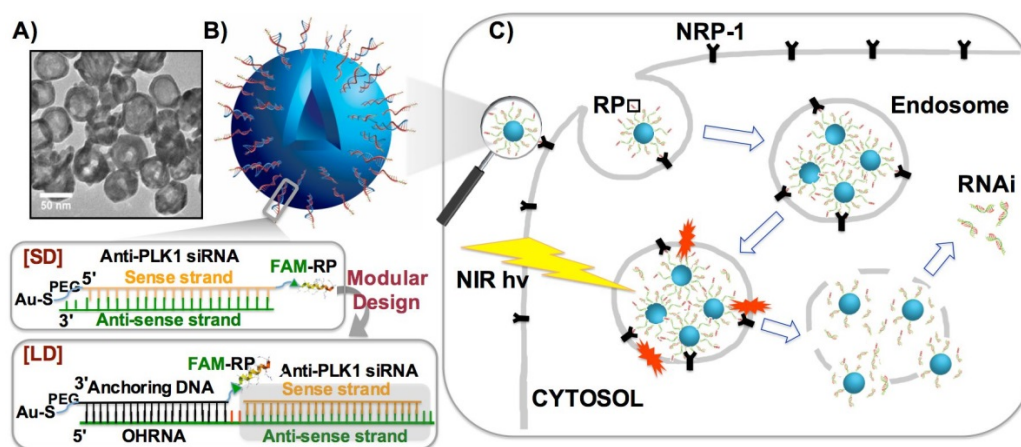 A)
B)
C)
50 nm
NRP-1
RP
Endosome
RNAi
NIR hv
CYTOSOL
[SD]
Anti-PLK1 siRNA
5'
Sense strand
FAM-RP
PEG
Au-S
3'
Anti-sense strand
Modular
Design
[LD]
FAM-RP
Anti-PLK1 siRNA
3'
Anchoring DNA
Sense strand
PEG
Au-S
5'
OHRNA
Anti-sense strand